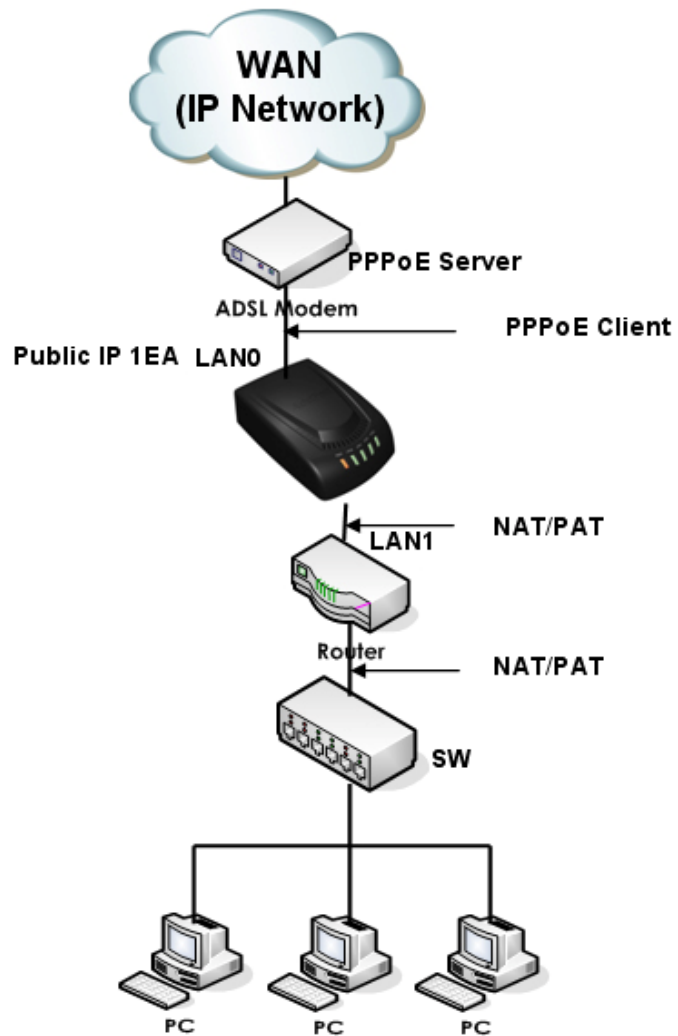 WAN
(IP Network)
PPPoE Server
ADSL Modem
PPPoE Client
Public IP 1EA LAN0
NAT/PAT
LAN1
Router
NAT/PAT
SW
PC
PC
PC